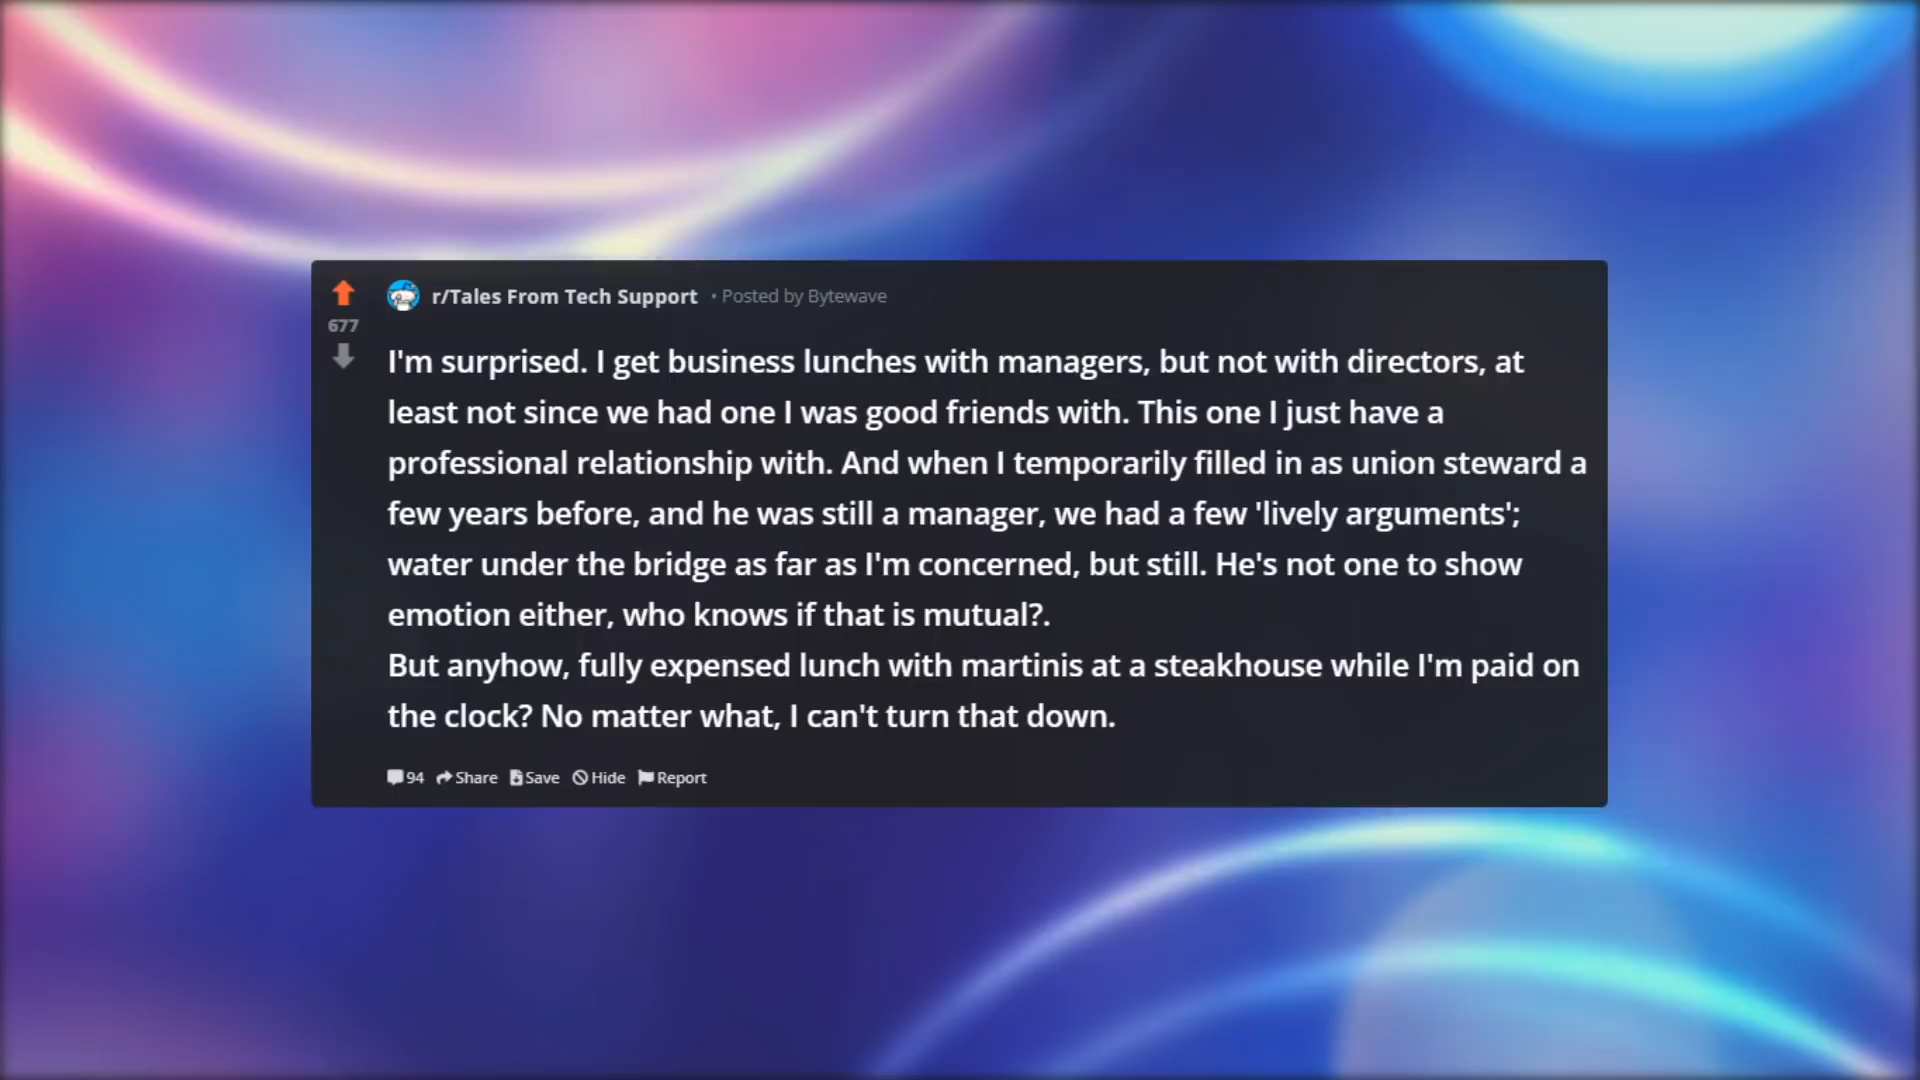 r/Tales From Tech Support • Posted by Bytewave
677
I'm surprised. I get business lunches with managers, but not with directors, at
least not since we had one I was good friends with. This one I just have a
professional relationship with. And when I temporarily filled in as union steward a
few years before, and he was still a manager, we had a few 'lively arguments';
water under the bridge as far as I'm concerned, but still. He's not one to show
emotion either, who knows if that is mutual?.
But anyhow, fully expensed lunch with martinis at a steakhouse while I'm paid on
the clock? No matter what, I can't turn that down.
94 Share Save Hide Report